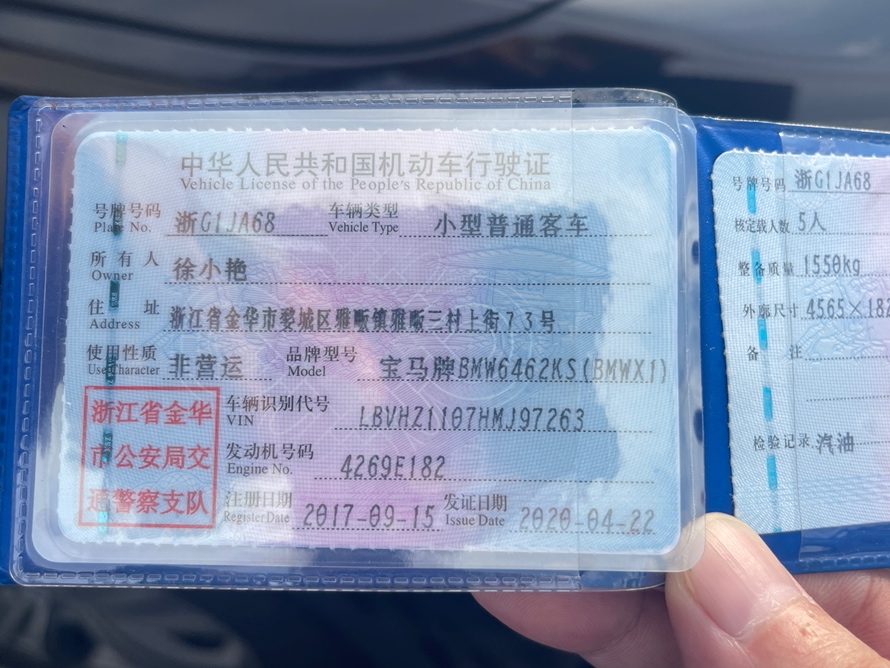 中华人民共和国机动车行驶证
Vehicle License of the People's Republic of China
号牌号码 浙G1JA68 车辆类型 小型普通客车
Plate No. Vehicle Type
所有人 徐小艳
Owner
住址 浙江省金华市婺城区雅畈镇雅畈三村上街73号
Address
使用性质 非营运 品牌型号 宝马牌BMW6462KS(BMWX1)
Use Character Model
浙江省金华
市公安局交
通警察支队
车辆识别代号 LBVHZ1107HMJ97263
VIN
发动机号码 4269E182
Engine No.
注册日期 2017-09-15 发证日期 2020-04-22
Register Date Issue Date
号牌号码 浙G1JA68
核定载人数 5人
整备质量 1550kg
外廓尺寸 4565×182
备注
检验记录 汽油